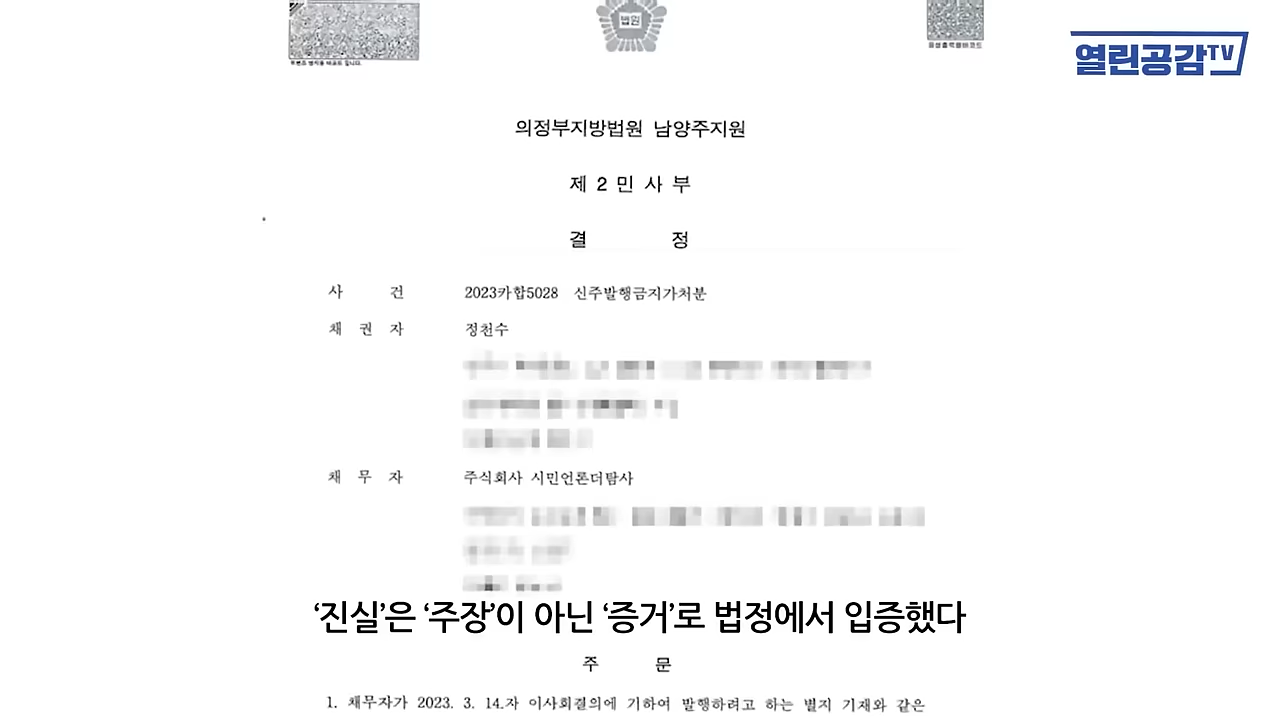 법원
열린공감TV
의정부지방법원 남양주지원
제 2 민 사 부
결 정
사 건 2023카합5028 신주발행금지가처분
채 권 자 정천수
채 무 자 주식회사 시민언론더탐사
‘진실’은 ‘주장’이 아닌 ‘증거’로 법정에서 입증했다
주 문
1. 채무자가 2023. 3. 14.자 이사회결의에 기하여 발행하려고 하는 별지 기재와 같은